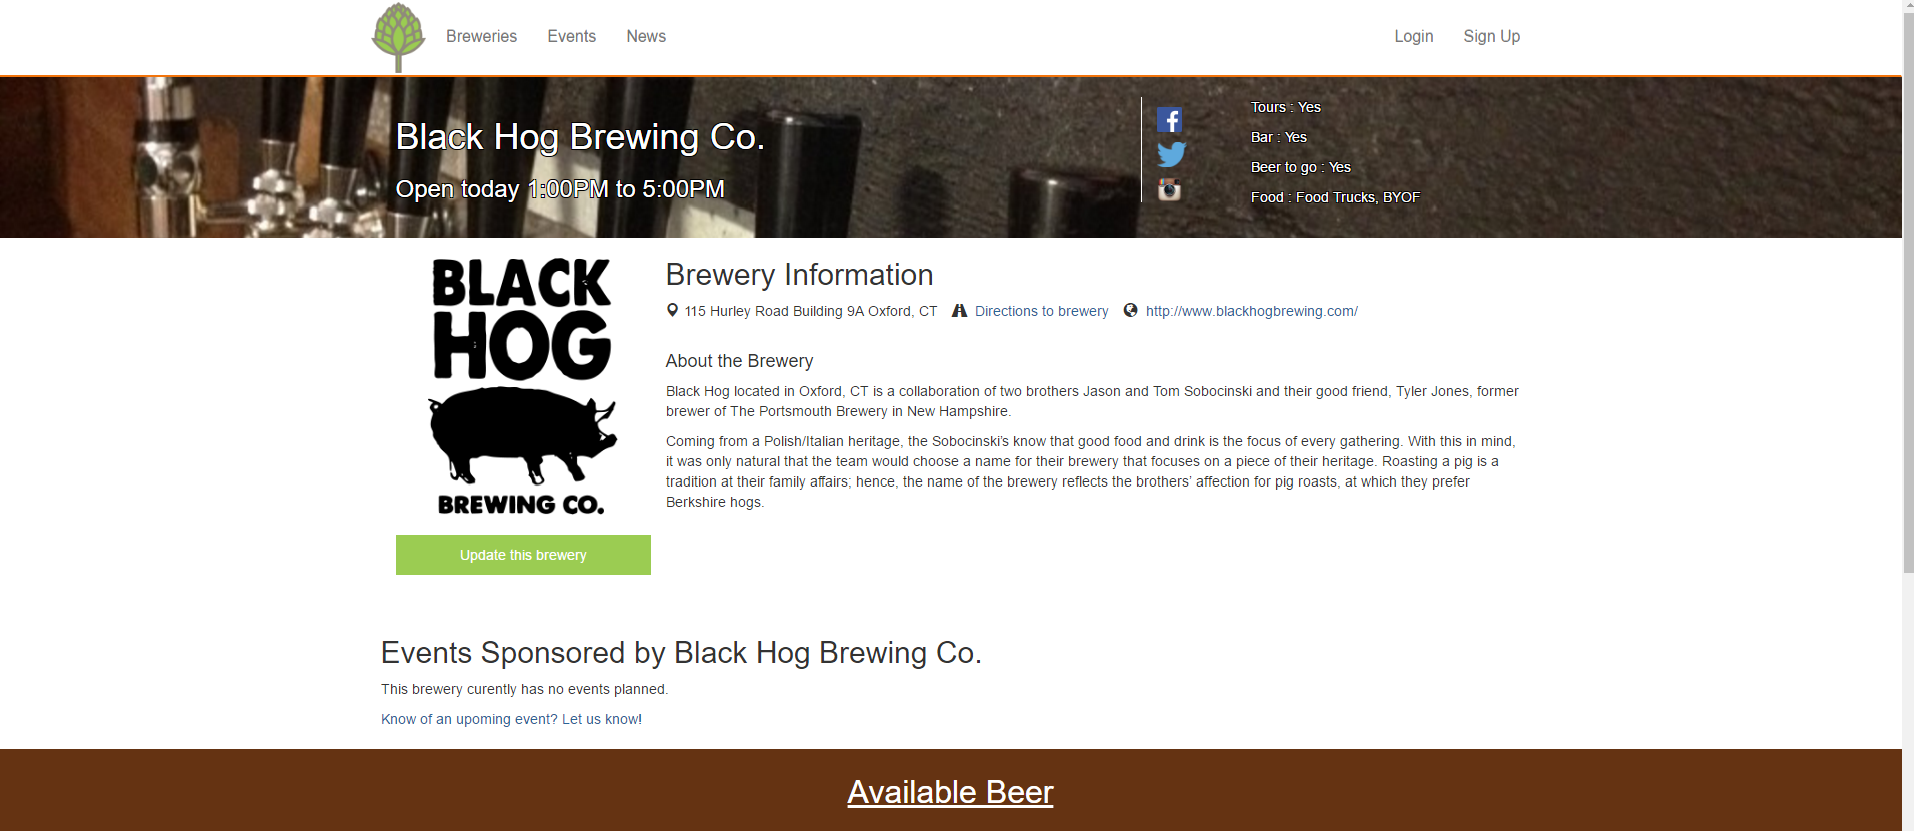 Breweries Events News Login Sign Up
Black Hog Brewing Co.
Open today 1:00PM to 5:00PM
Tours : Yes
Bar : Yes
Beer to go : Yes
Food : Food Trucks, BYOF
BLACK
HOG
BREWING CO.
Update this brewery
Brewery Information
115 Hurley Road Building 9A Oxford, CT Directions to brewery http://www.blackhogbrewing.com/
About the Brewery
Black Hog located in Oxford, CT is a collaboration of two brothers Jason and Tom Sobocinski and their good friend, Tyler Jones, former
brewer of The Portsmouth Brewery in New Hampshire.
Coming from a Polish/Italian heritage, the Sobocinski’s know that good food and drink is the focus of every gathering. With this in mind,
it was only natural that the team would choose a name for their brewery that focuses on a piece of their heritage. Roasting a pig is a
tradition at their family affairs; hence, the name of the brewery reflects the brothers’ affection for pig roasts, at which they prefer
Berkshire hogs.
Events Sponsored by Black Hog Brewing Co.
This brewery curently has no events planned.
Know of an upoming event? Let us know!
Available Beer